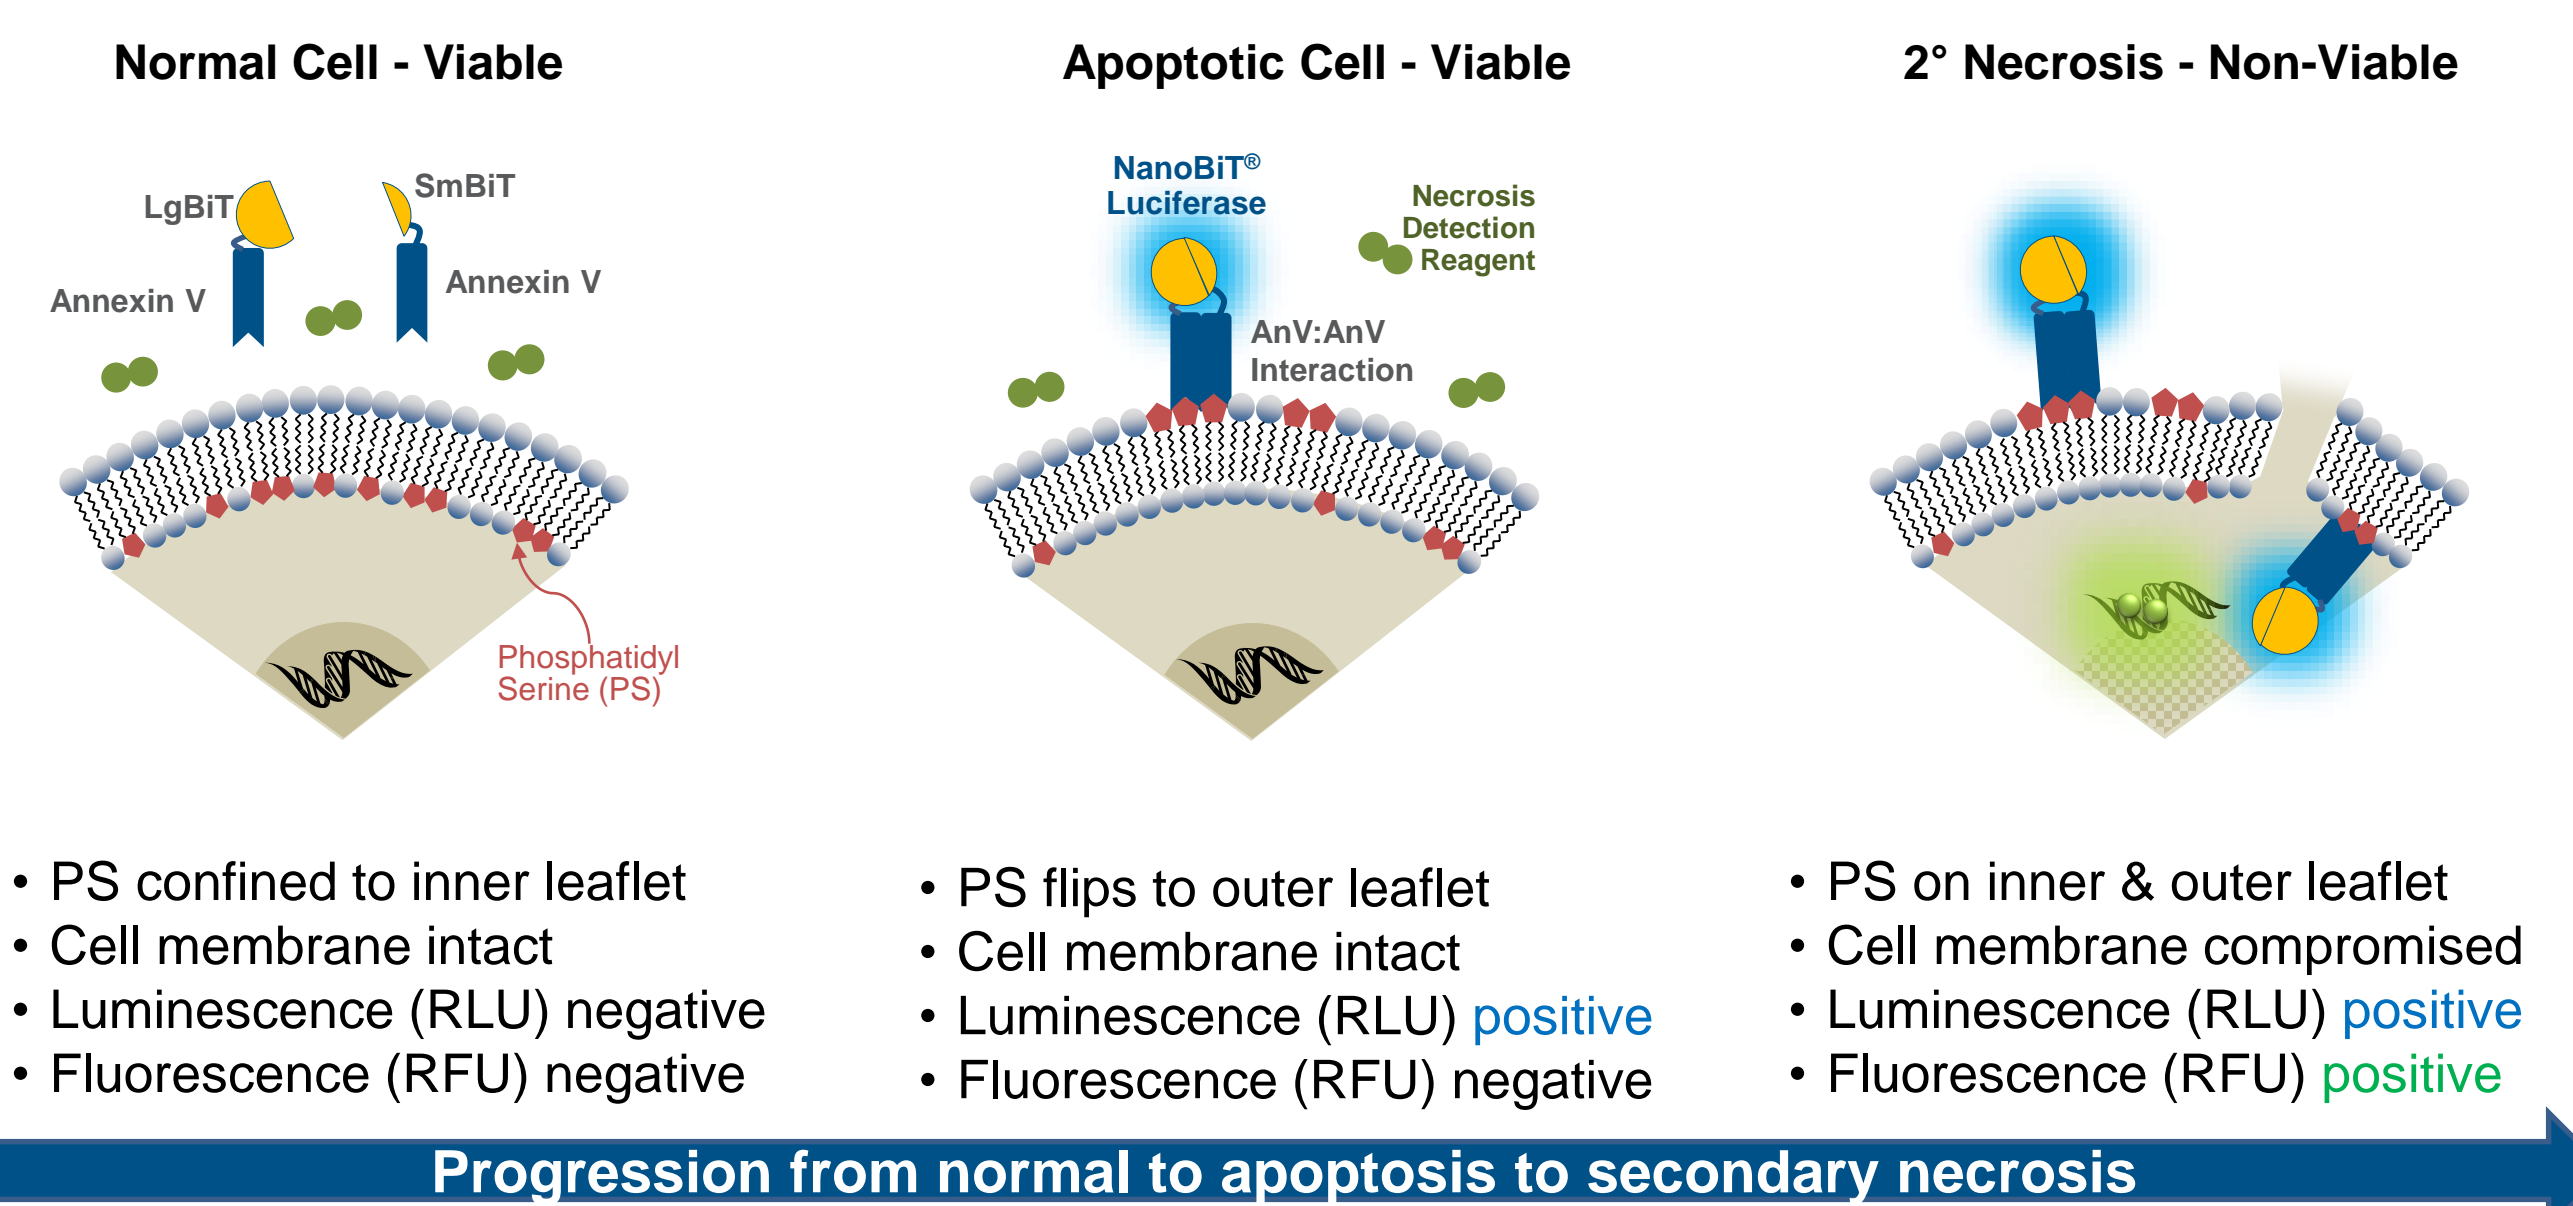 Normal Cell - Viable
LgBiT
SmBiT
Annexin V
Annexin V
Phosphatidyl
Serine (PS)
• PS confined to inner leaflet
• Cell membrane intact
• Luminescence (RLU) negative
• Fluorescence (RFU) negative
Apoptotic Cell - Viable
NanoBiT®
Luciferase
Necrosis
Detection
Reagent
AnV:AnV
Interaction
• PS flips to outer leaflet
• Cell membrane intact
• Luminescence (RLU) positive
• Fluorescence (RFU) negative
2° Necrosis - Non-Viable
• PS on inner & outer leaflet
• Cell membrane compromised
• Luminescence (RLU) positive
• Fluorescence (RFU) positive
Progression from normal to apoptosis to secondary necrosis